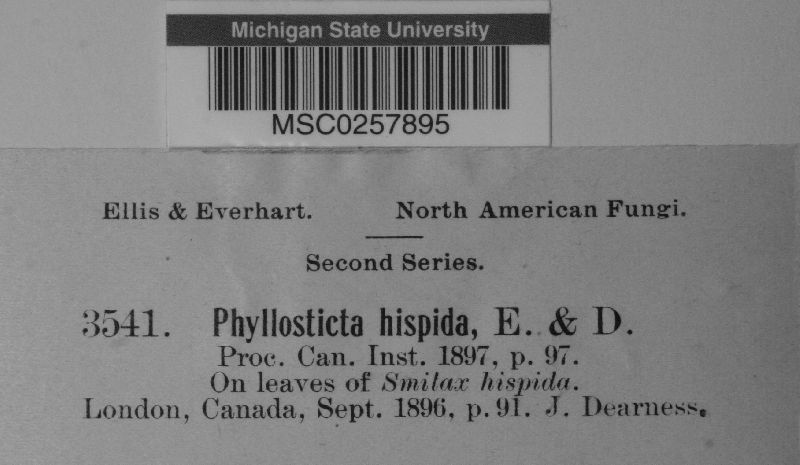 Michigan State University
MSC0257895
Ellis & Everhart. North American Fungi.
Second Series.
3541. Phyllosticta hispida, E. & D.
Proc. Can. Inst. 1897, p. 97.
On leaves of Smilax hispida.
London, Canada, Sept. 1896, p. 91. J. Dearness.